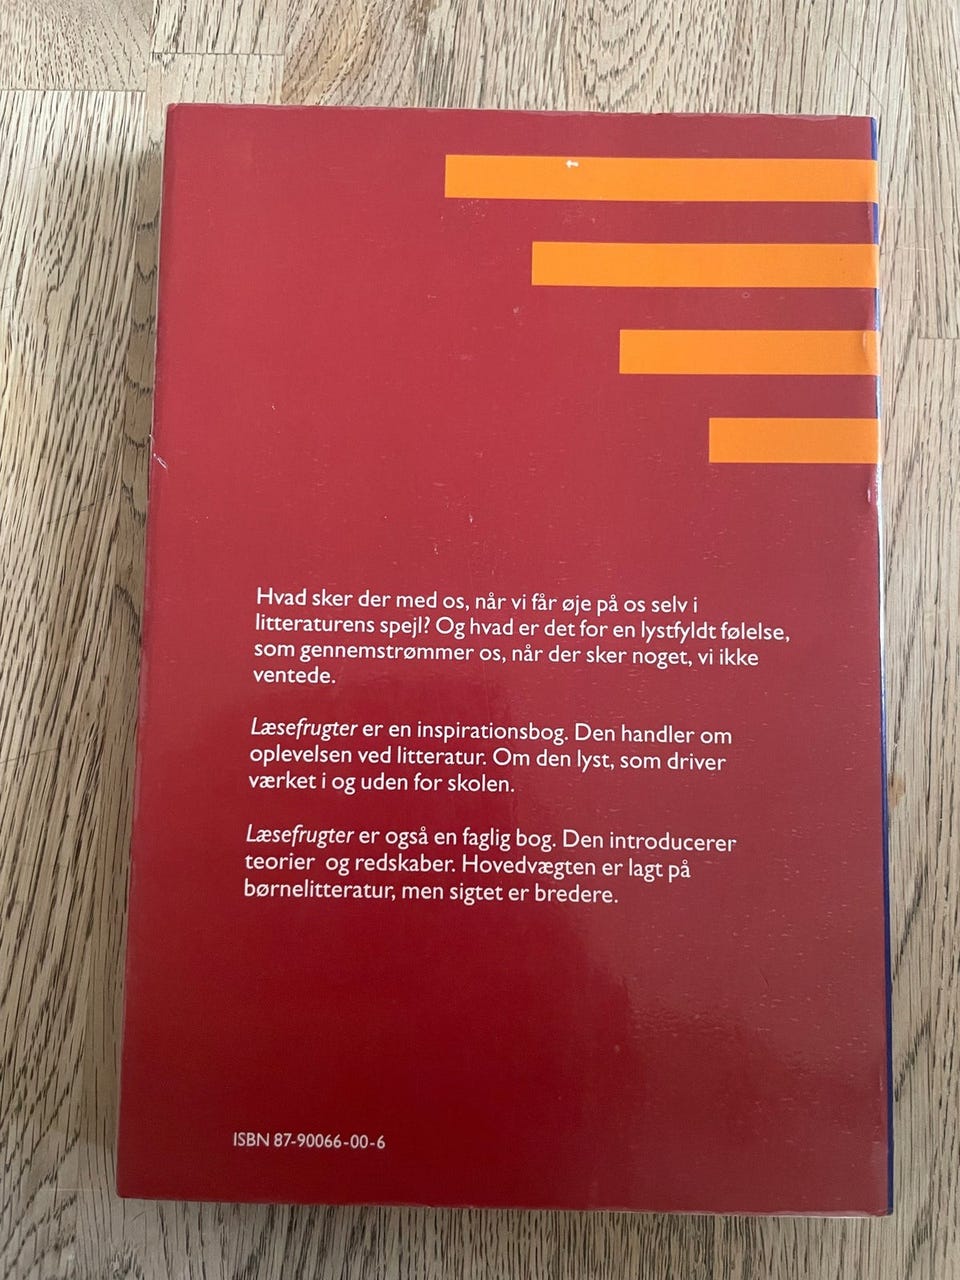 Hvad sker der med os, når vi får øje på os selv i
litteraturens spejl? Og hvad er det for en lystfyldt følelse,
som gennemstrømmer os, når der sker noget, vi ikke
ventede.
Læsefrugter er en inspirationsbog. Den handler om
oplevelsen ved litteratur. Om den lyst, som driver
værket i og uden for skolen.
Læsefrugter er også en faglig bog. Den introducerer
teorier og redskaber. Hovedvægten er lagt på
børnelitteratur, men sigtet er bredere.
ISBN 87-90066-00-6